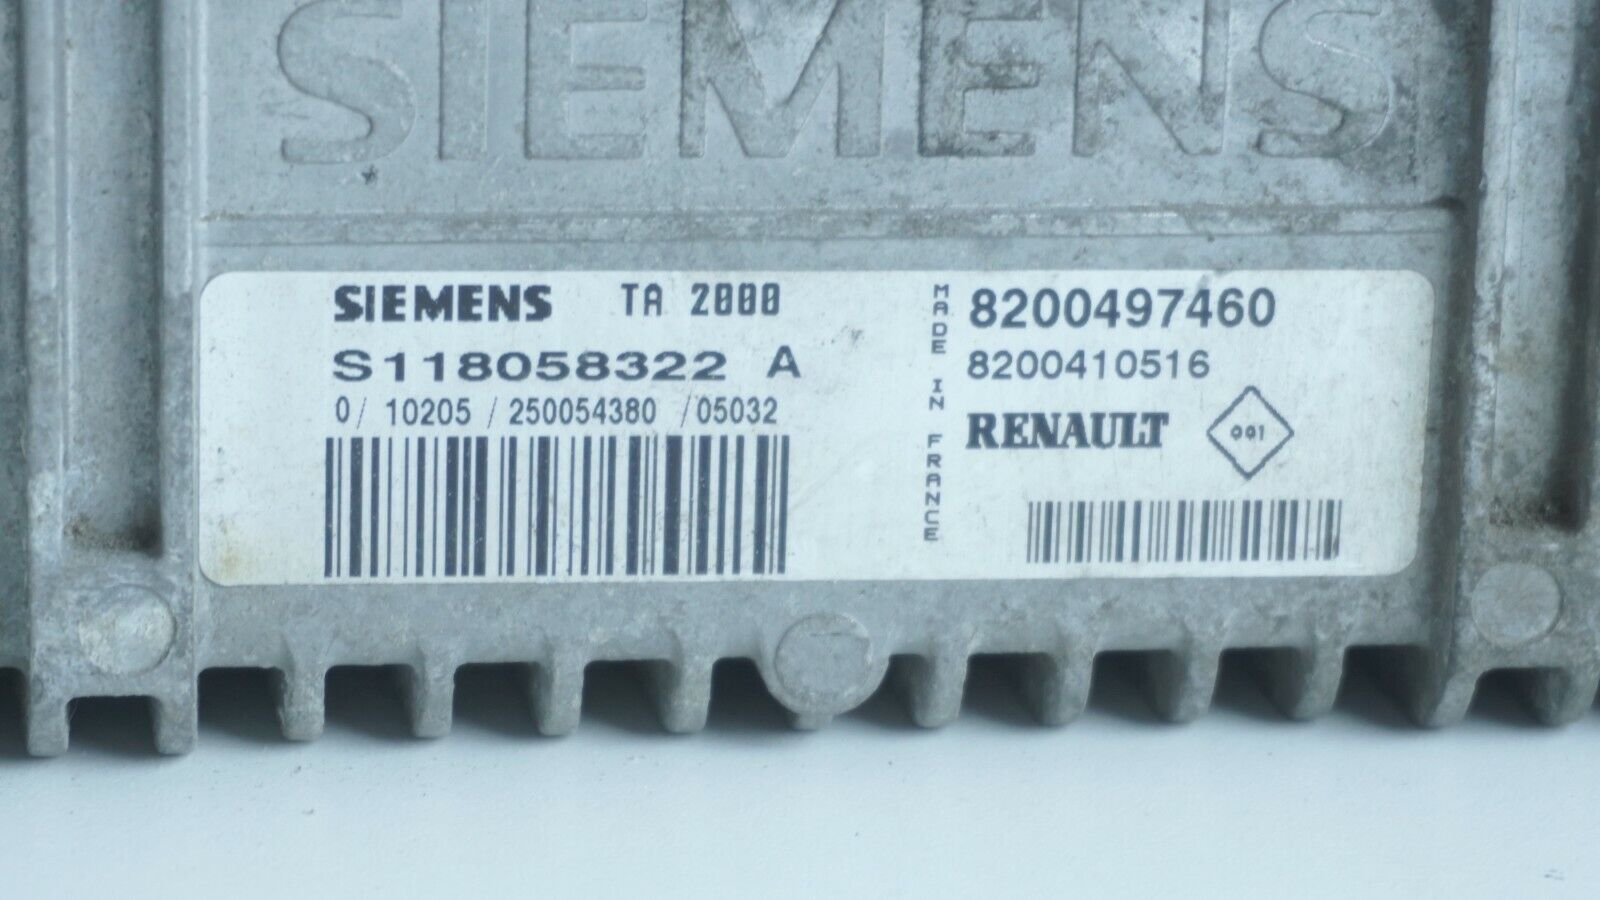 SIEMENS
SIEMENS TA 2000
S118058322 A
0/ 10205 / 250054380 /05032
MADE IN FRANCE
8200497460
8200410516
RENAULT 001